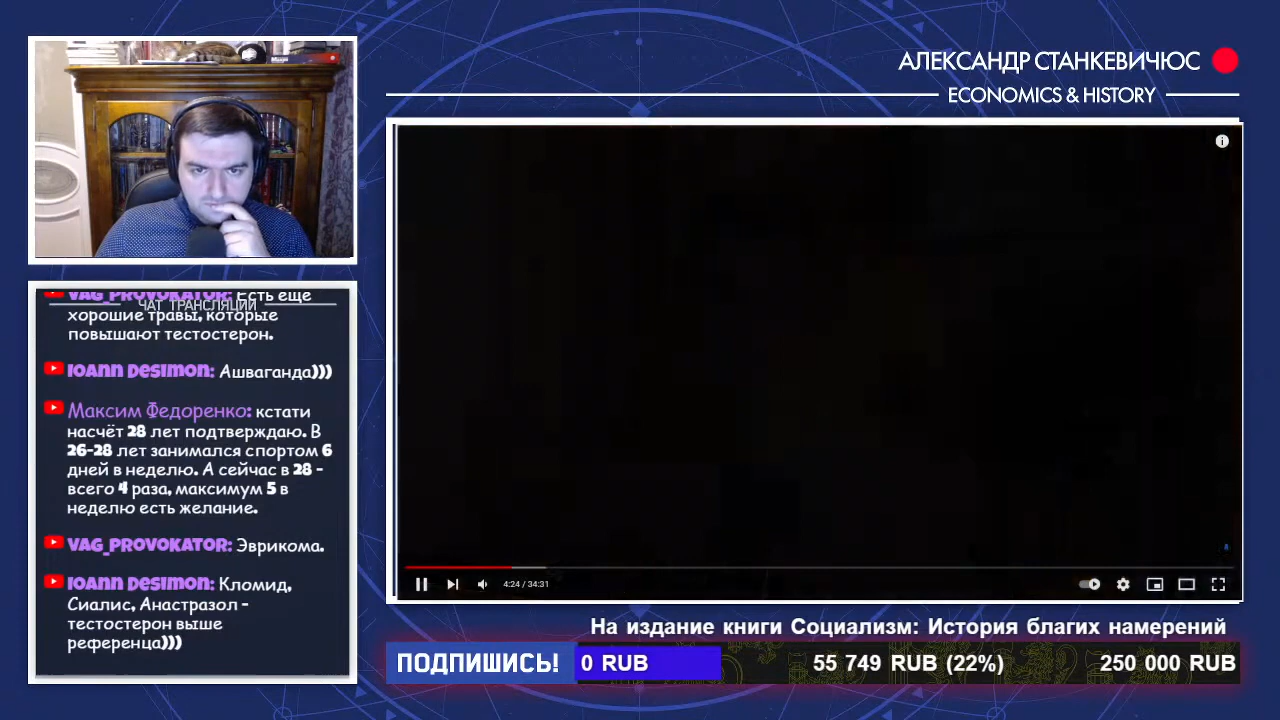 АЛЕКСАНДР СТАНКЕВИЧЮС
ECONOMICS & HISTORY
VAG_PROVOKATOR: Есть еще
ЧАТ ТРАНСЛЯЦИИ
хорошие травы, которые
повышают тестостерон.
IOANN DESIMON: Ашваганда)))
Максим Федоренко: кстати
насчёт 28 лет подтверждаю. В
26-28 лет занимался спортом 6
дней в неделю. А сейчас в 28 -
всего 4 раза, максимум 5 в
неделю есть желание.
VAG_PROVOKATOR: Эврикома.
IOANN DESIMON: Кломид,
Сиалис, Анастразол -
тестостерон выше
референца)))
4:24 / 34:31
На издание книги Социализм: История благих намерений
ПОДПИШИСЬ! 0 RUB 55 749 RUB (22%) 250 000 RUB